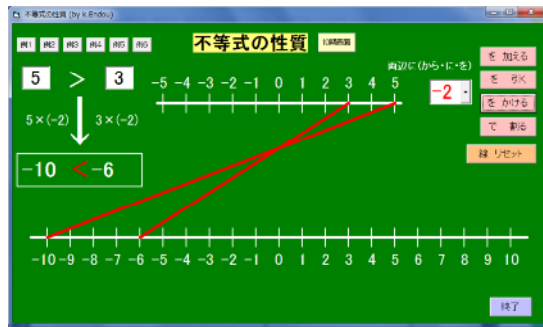 不等式の性質 (by k.Endou)
例1 例2 例3 例4 例5 例6
不等式の性質
初期画面
5 > 3
5×(-2) 3×(-2)
-10 < -6
-5 -4 -3 -2 -1 0 1 2 3 4 5
両辺に(から・に・を)
-2
を 加える
を 引く
を かける
で 割る
線 リセット
-10 -9 -8 -7 -6 -5 -4 -3 -2 -1 0 1 2 3 4 5 6 7 8 9 10
終了